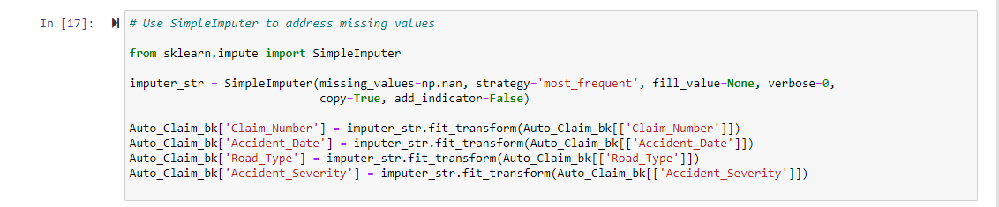 In [17]:
# Use SimpleImputer to address missing values
from sklearn.impute import SimpleImputer
imputer_str = SimpleImputer(missing_values=np.nan, strategy='most_frequent', fill_value=None, verbose=0,
copy=True, add_indicator=False)
Auto_Claim_bk['Claim_Number'] = imputer_str.fit_transform(Auto_Claim_bk[['Claim_Number']])
Auto_Claim_bk['Accident_Date'] = imputer_str.fit_transform(Auto_Claim_bk[['Accident_Date']])
Auto_Claim_bk['Road_Type'] = imputer_str.fit_transform(Auto_Claim_bk[['Road_Type']])
Auto_Claim_bk['Accident_Severity'] = imputer_str.fit_transform(Auto_Claim_bk[['Accident_Severity']])